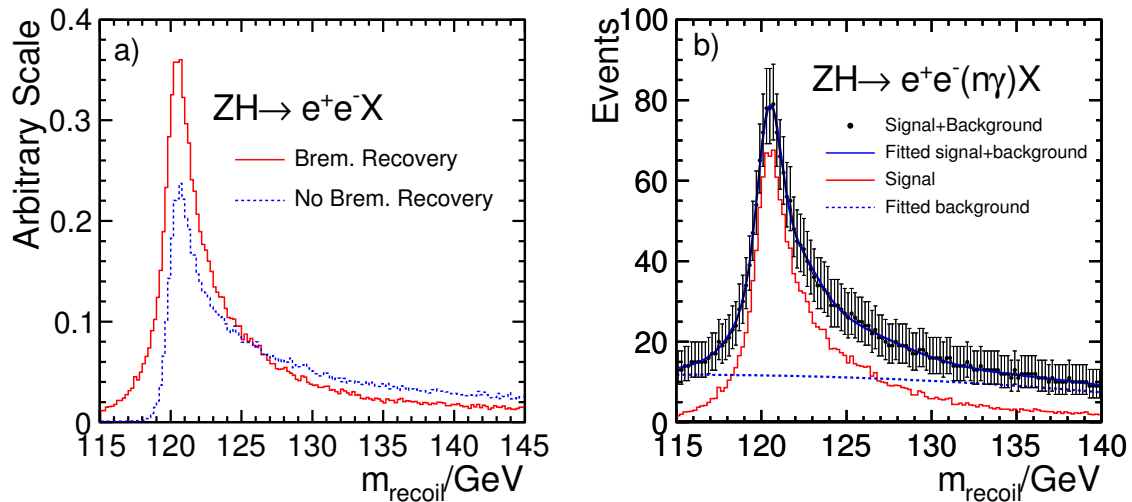 a)
ZH→ e⁺e⁻X
Brem. Recovery
No Brem. Recovery
Arbitrary Scale
0.4
0.3
0.2
0.1
0
115 120 125 130 135 140 145
m_recoil/GeV
b)
ZH→ e⁺e⁻(nγ)X
Signal+Background
Fitted signal+background
Signal
Fitted background
Events
100
80
60
40
20
0
115 120 125 130 135 140
m_recoil/GeV